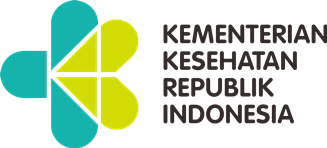 KEMENTERIAN
KESEHATAN
REPUBLIK
INDONESIA